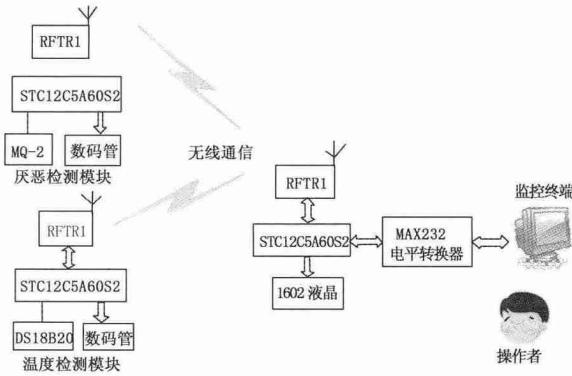 RFTR1
STC12C5A60S2
MQ-2
数码管
厌恶检测模块
RFTR1
STC12C5A60S2
DS18B20
数码管
温度检测模块
无线通信
RFTR1
STC12C5A60S2
1602 液晶
MAX232
电平转换器
监控终端
操作者